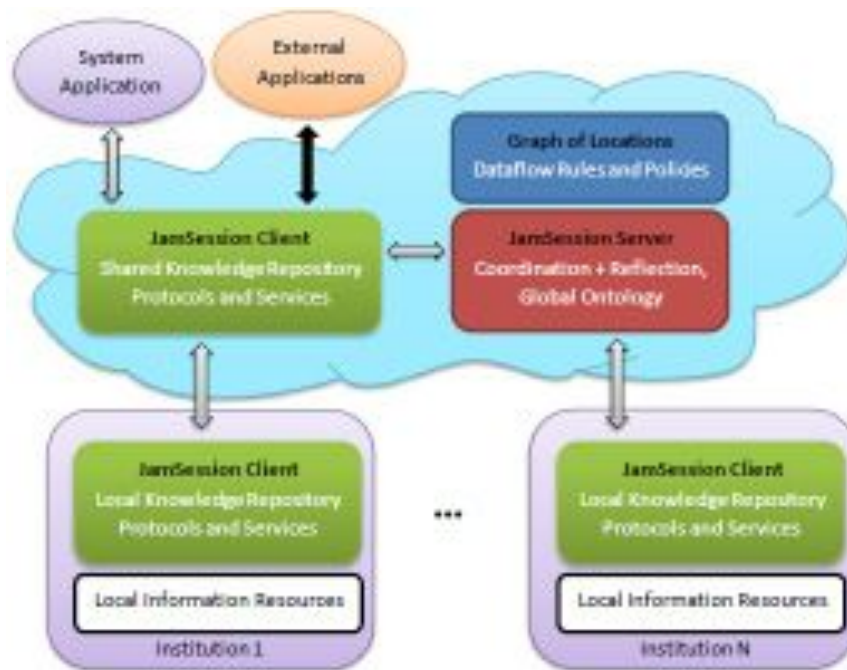 System
Application
External
Applications
Graph of Locations
Dataflow Rules and Policies
JamSession Client
Shared Knowledge Repository
Protocols and Services
JamSession Server
Coordination + Reflection,
Global Ontology
JamSession Client
Local Knowledge Repository
Protocols and Services
Local Information Resources
Institution 1
...
JamSession Client
Local Knowledge Repository
Protocols and Services
Local Information Resources
Institution N